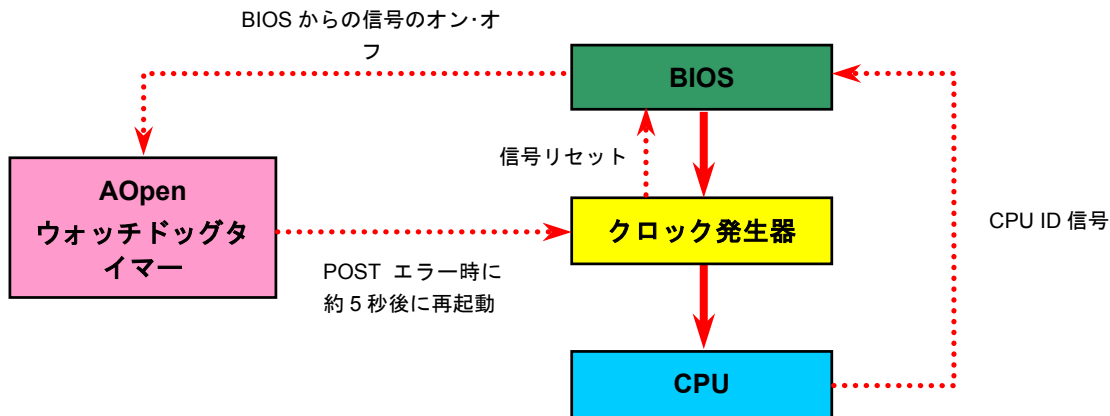 BIOS からの信号のオン･オ
フ
BIOS
信号リセット
AOpen
ウォッチドッグタ
イマー
クロック発生器
CPU ID 信号
POST エラー時に
約 5 秒後に再起動
CPU